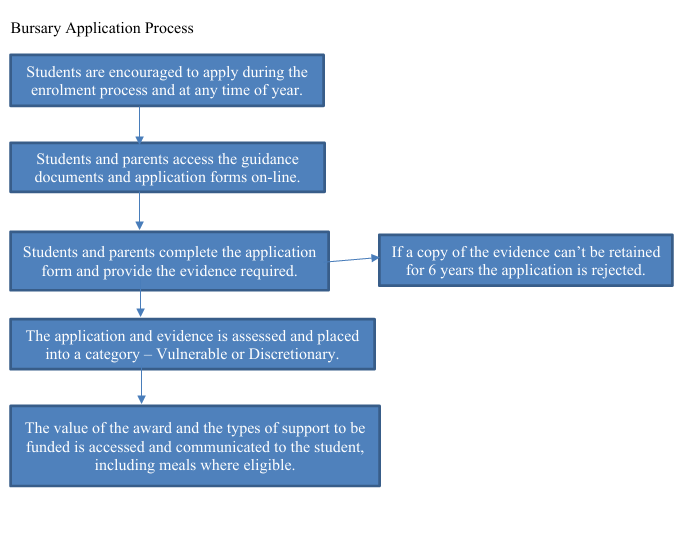 Bursary Application Process
Students are encouraged to apply during the
enrolment process and at any time of year.
Students and parents access the guidance
documents and application forms on-line.
Students and parents complete the application
form and provide the evidence required.
If a copy of the evidence can’t be retained
for 6 years the application is rejected.
The application and evidence is assessed and placed
into a category – Vulnerable or Discretionary.
The value of the award and the types of support to be
funded is accessed and communicated to the student,
including meals where eligible.